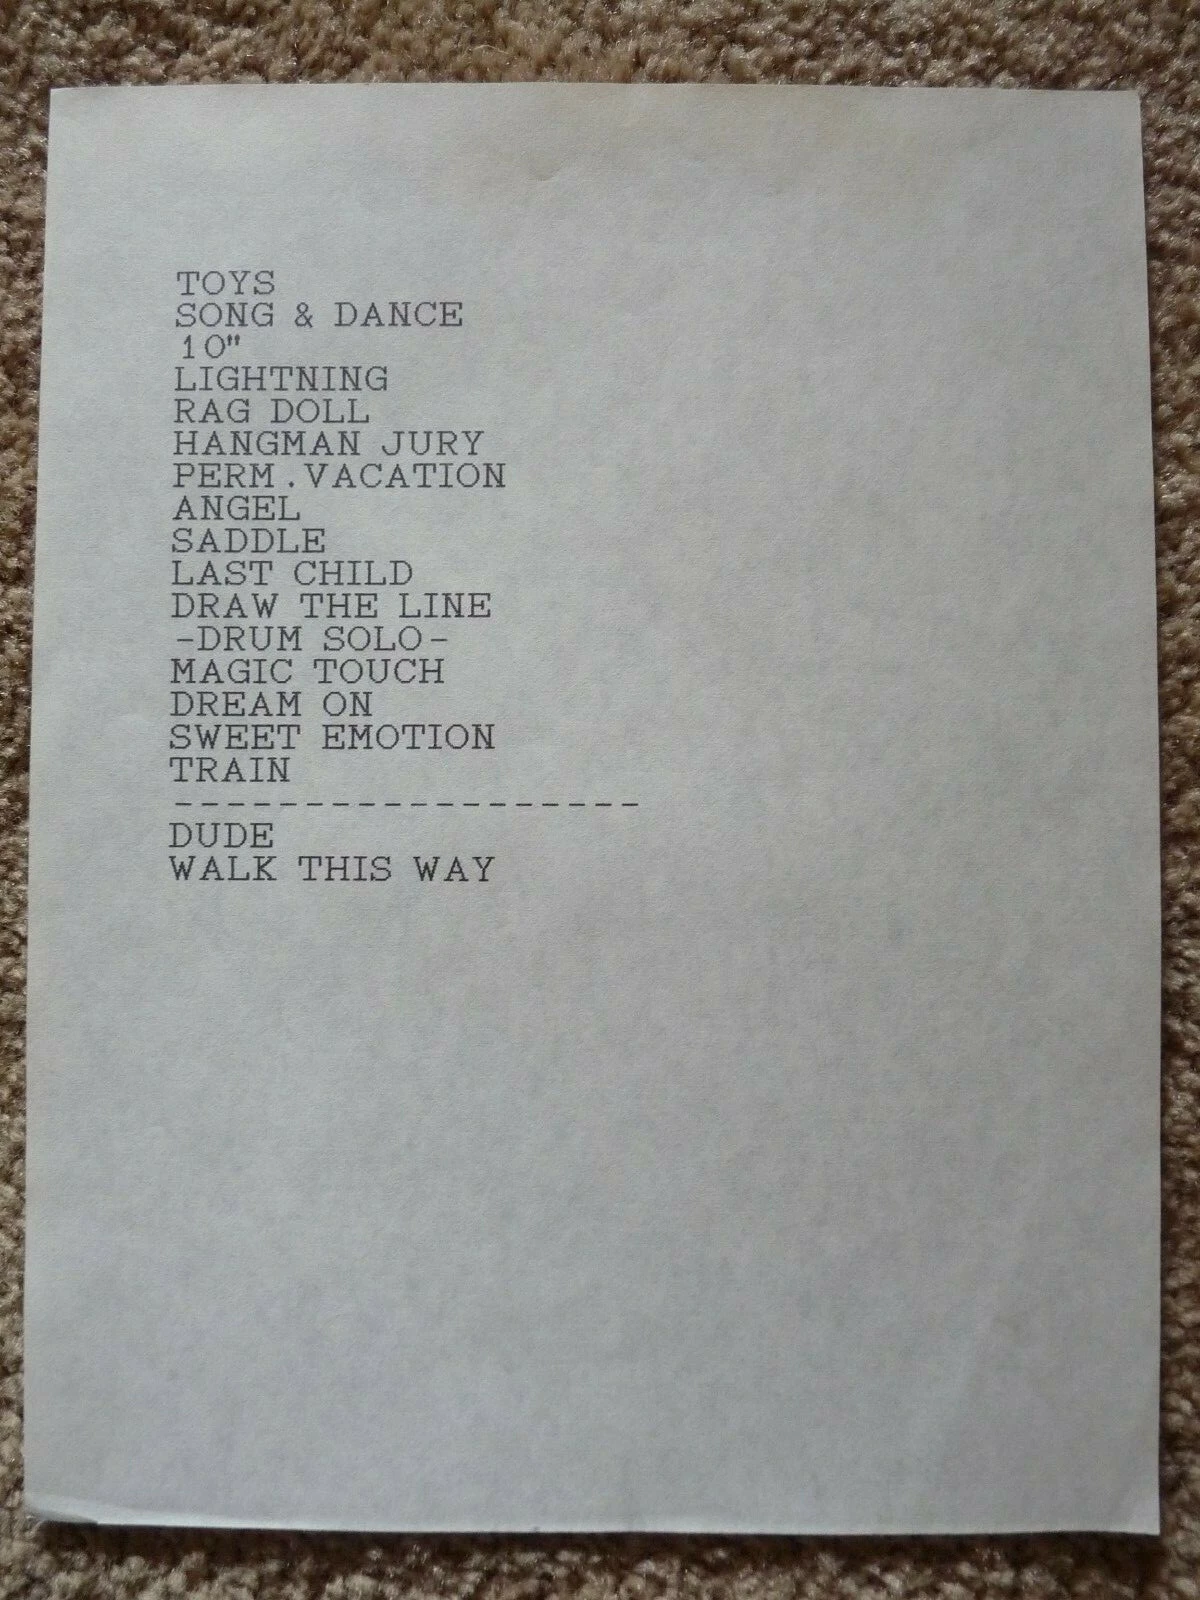 TOYS
SONG & DANCE
10"
LIGHTNING
RAG DOLL
HANGMAN JURY
PERM.VACATION
ANGEL
SADDLE
LAST CHILD
DRAW THE LINE
-DRUM SOLO-
MAGIC TOUCH
DREAM ON
SWEET EMOTION
TRAIN
------------------
DUDE
WALK THIS WAY